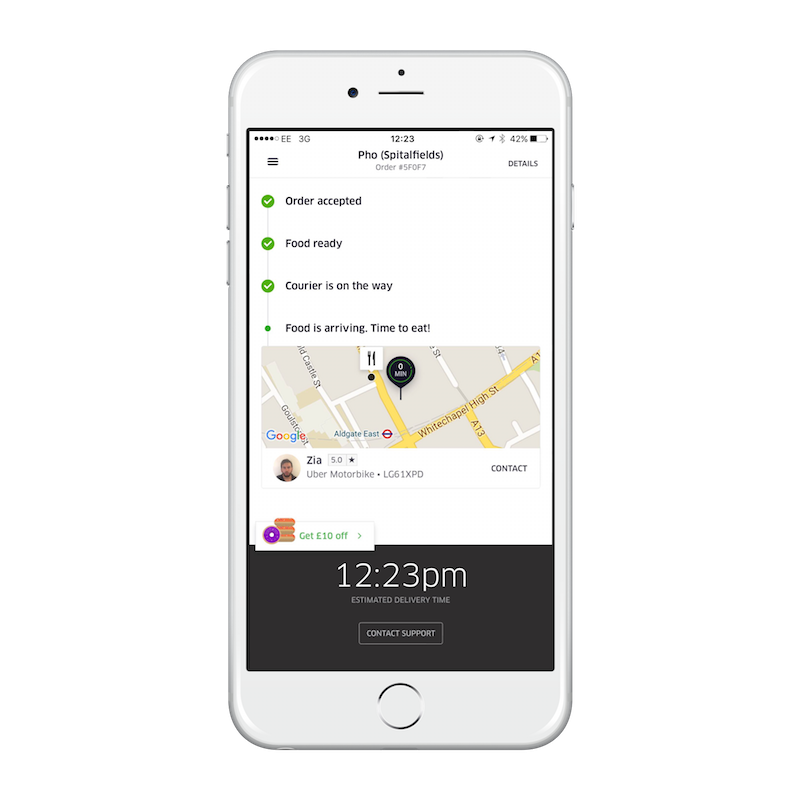 EE 3G 12:23 42%
Pho (Spitalfields)
Order #5F0F7
DETAILS
Order accepted
Food ready
Courier is on the way
Food is arriving. Time to eat!
ld Castle St
Goulston St
0
MIN
A1
Whitechapel High St
A13
Aldgate East
Google
Zia 5.0 ★
Uber Motorbike • LG61XPD
CONTACT
Get £10 off >
12:23pm
ESTIMATED DELIVERY TIME
CONTACT SUPPORT